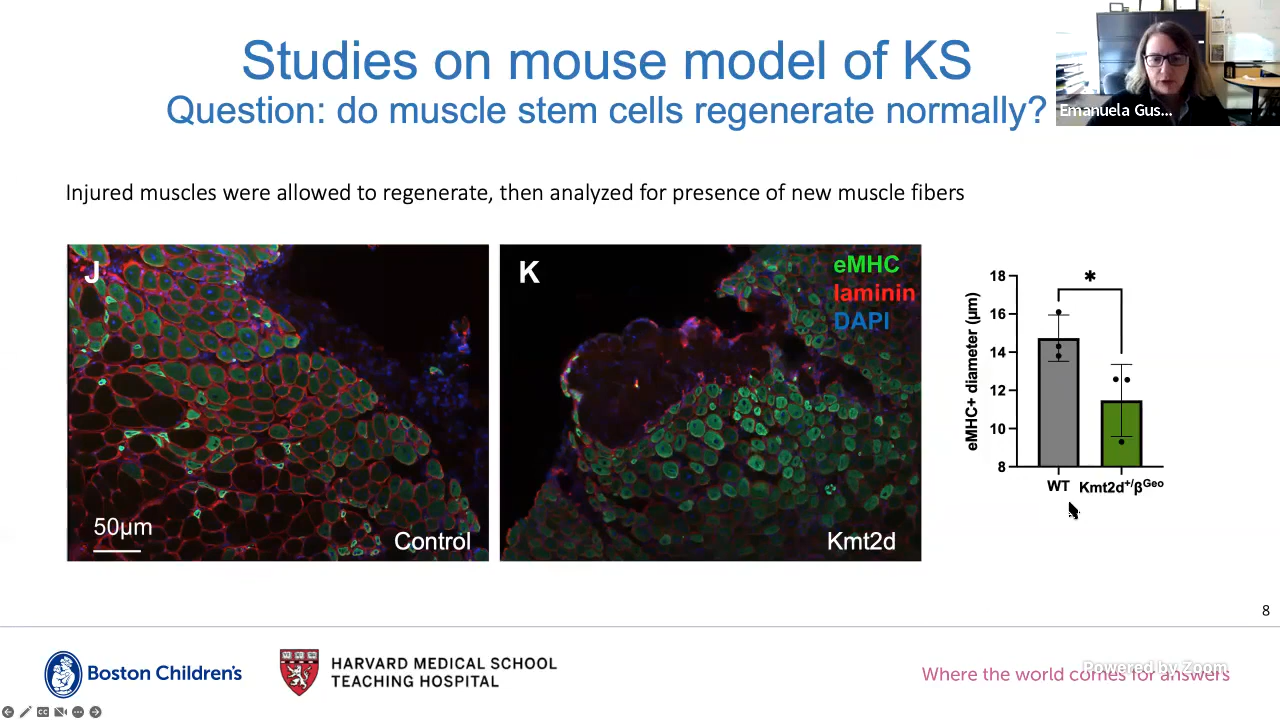 Studies on mouse model of KS
Question: do muscle stem cells regenerate normally?
Emanuela Gus...
Injured muscles were allowed to regenerate, then analyzed for presence of new muscle fibers
J
50μm
Control
K
eMHC
laminin
DAPI
Kmt2d
eMHC+ diameter (μm)
18
16
14
12
10
8
*
WT
Kmt2d+/βGeo
8
Boston Children's
HARVARD MEDICAL SCHOOL
TEACHING HOSPITAL
Where the world comes for answers
Powered by Zoom
CC